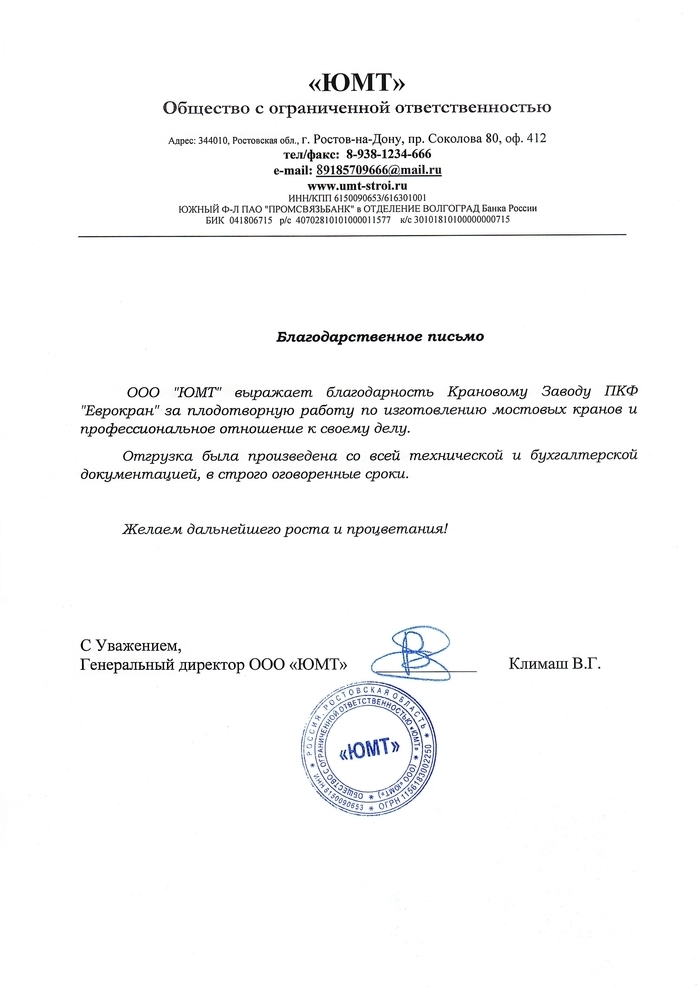 «ЮМТ»
Общество с ограниченной ответственностью
Адрес: 344010, Ростовская обл., г. Ростов-на-Дону, пр. Соколова 80, оф. 412
тел/факс: 8-938-1234-666
e-mail: 89185709666@mail.ru
www.umt-stroi.ru
ИНН/КПП 6150090653/616301001
ЮЖНЫЙ Ф-Л ПАО "ПРОМСВЯЗЬБАНК" в ОТДЕЛЕНИЕ ВОЛГОГРАД Банка России
БИК 041806715 р/с 40702810101000011577 к/с 30101810100000000715
Благодарственное письмо
ООО "ЮМТ" выражает благодарность Крановому Заводу ПКФ
"Еврокран" за плодотворную работу по изготовлению мостовых кранов и
профессиональное отношение к своему делу.
Отгрузка была произведена со всей технической и бухгалтерской
документацией, в строго оговоренные сроки.
Желаем дальнейшего роста и процветания!
С Уважением,
Генеральный директор ООО «ЮМТ» Климаш В.Г.
РОССИЯ РОСТОВСКАЯ ОБЛАСТЬ
ИНН 6150090653 ОГРН 1156183002250
ОБЩЕСТВО С ОГРАНИЧЕННОЙ ОТВЕТСТВЕННОСТЬЮ «ЮМТ»
(ООО «ЮМТ»)
«ЮМТ»